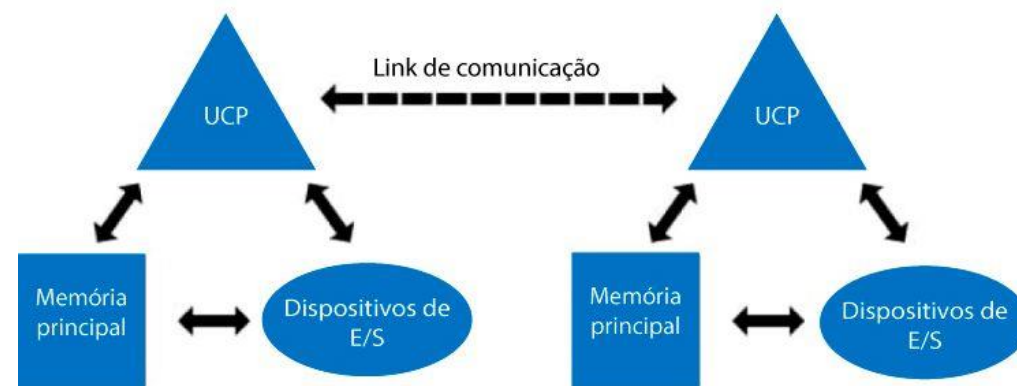 Link de comunicação
UCP
UCP
Memória
principal
Dispositivos de
E/S
Memória
principal
Dispositivos de
E/S